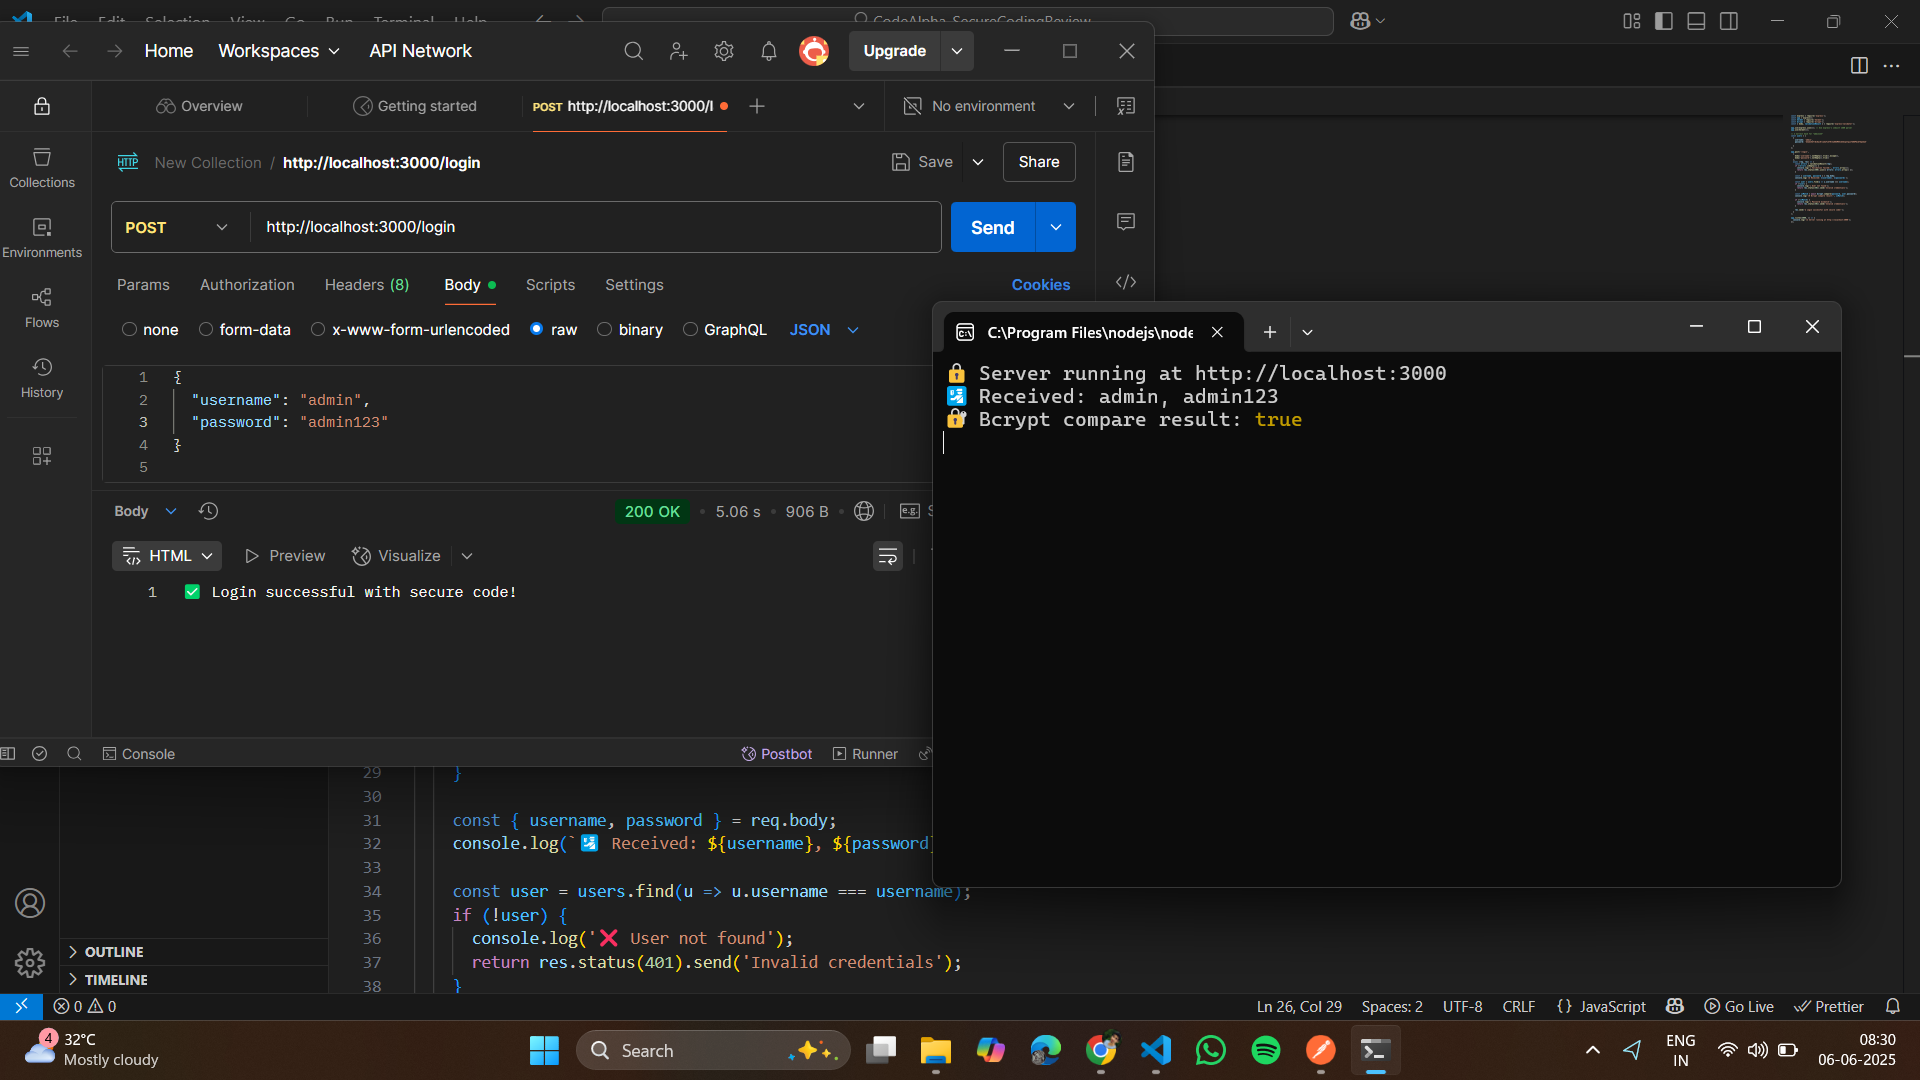 File Edit Selection View Go Run Terminal Help
CodeAlpha_SecureCodingReview
Home Workspaces API Network
Upgrade
Overview
Getting started
POST http://localhost:3000/l
No environment
Collections
Environments
Flows
History
HTTP New Collection / http://localhost:3000/login
Save
Share
POST http://localhost:3000/login
Send
Params Authorization Headers (8) Body Scripts Settings
Cookies
none form-data x-www-form-urlencoded raw binary GraphQL JSON
1 {
2 "username": "admin",
3 "password": "admin123"
4 }
5
Body
200 OK • 5.06 s • 906 B •
e.g.
HTML Preview Visualize
1 ✅ Login successful with secure code!
Console
Postbot Runner
C:\Program Files\nodejs\node
🔒 Server running at http://localhost:3000
🛂 Received: admin, admin123
🔐 Bcrypt compare result: true
29 }
30
31 const { username, password } = req.body;
32 console.log(`🛂 Received: ${username}, ${password}
33
34 const user = users.find(u => u.username === username);
35 if (!user) {
36 console.log('❌ User not found');
37 return res.status(401).send('Invalid credentials');
38 }
OUTLINE
TIMELINE
0 0
Ln 26, Col 29 Spaces: 2 UTF-8 CRLF {} JavaScript Go Live Prettier
4
32°C
Mostly cloudy
Search
ENG
IN
08:30
06-06-2025